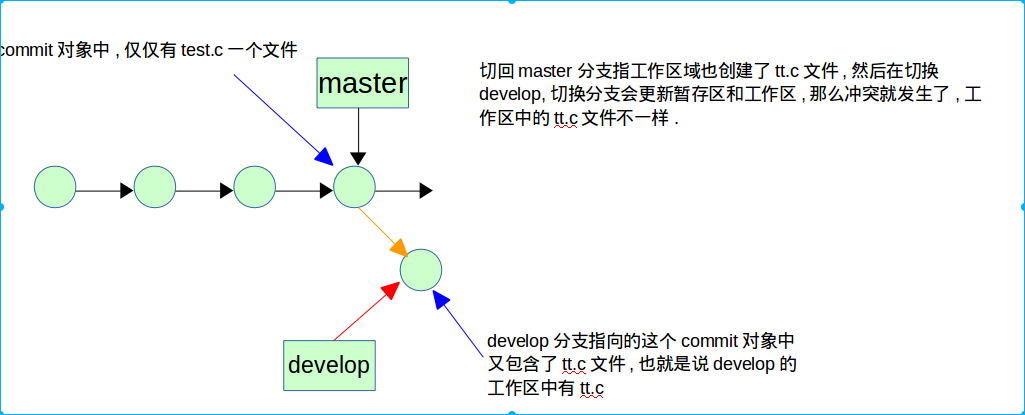 commit 对象中 , 仅仅有 test.c 一个文件
master
切回 master 分支指工作区域也创建了 tt.c 文件 , 然后在切换
develop, 切换分支会更新暂存区和工作区 , 那么冲突就发生了 , 工
作区中的 tt.c 文件不一样 .
develop
develop 分支指向的这个 commit 对象中
又包含了 tt.c 文件 , 也就是说 develop 的
工作区中有 tt.c